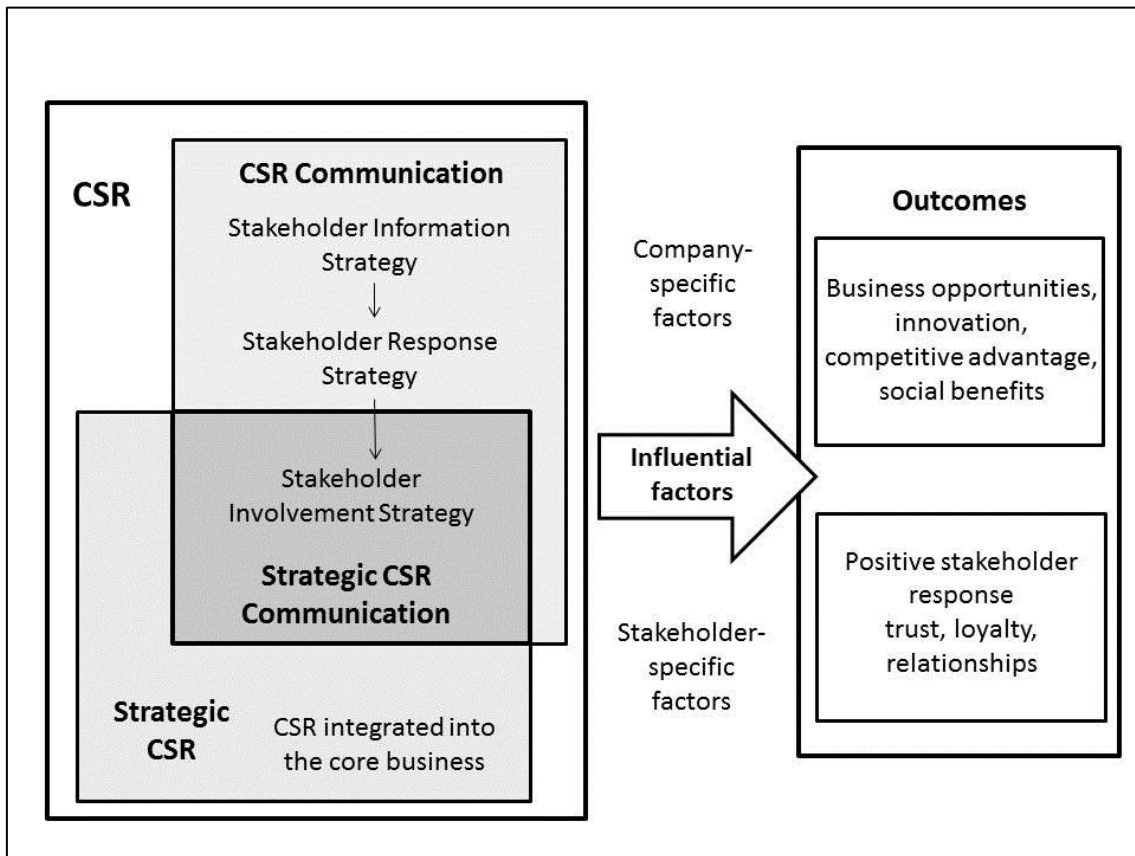 CSR
CSR Communication
Stakeholder Information
Strategy
Stakeholder Response
Strategy
Stakeholder
Involvement Strategy
Strategic CSR
Communication
Strategic
CSR
CSR integrated into
the core business
Company-
specific
factors
Influential
factors
Stakeholder-
specific
factors
Outcomes
Business opportunities,
innovation,
competitive advantage,
social benefits
Positive stakeholder
response
trust, loyalty,
relationships